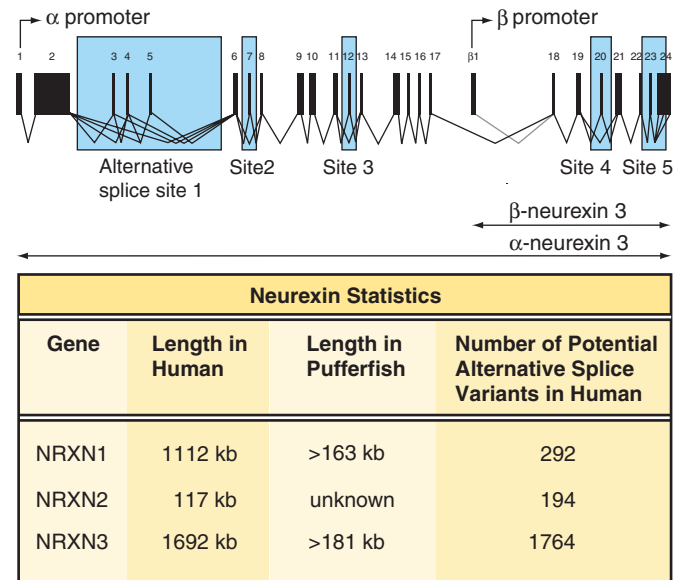 α promoter
β promoter
1 2 3 4 5 6 7 8 9 10 11 12 13 14 15 16 17 β1 18 19 20 21 22 23 24
Alternative
splice site 1
Site2
Site 3
Site 4
Site 5
β-neurexin 3
α-neurexin 3
Neurexin Statistics
Gene
Length in
Human
Length in
Pufferfish
Number of Potential
Alternative Splice
Variants in Human
NRXN1 1112 kb >163 kb 292
NRXN2 117 kb unknown 194
NRXN3 1692 kb >181 kb 1764